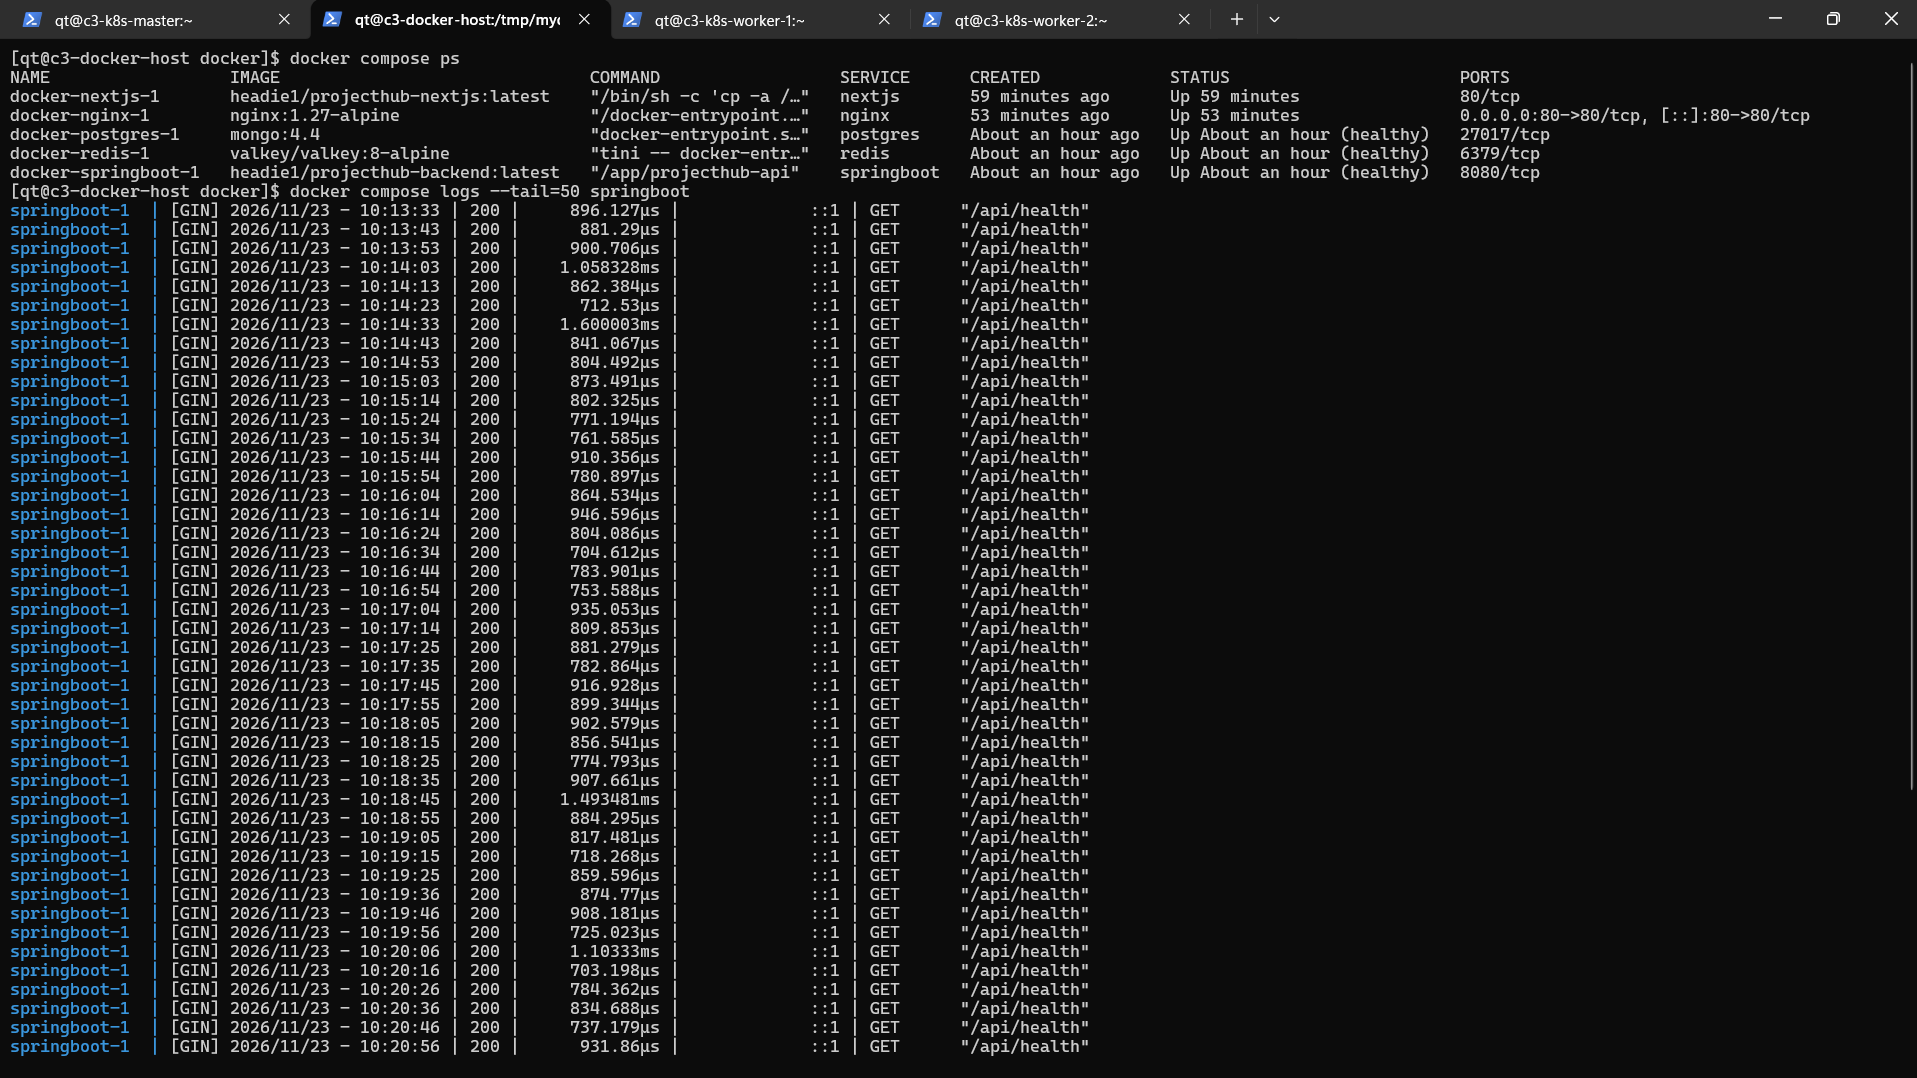 qt@c3-k8s-master:~ qt@c3-docker-host:/tmp/myd qt@c3-k8s-worker-1:~ qt@c3-k8s-worker-2:~
[qt@c3-docker-host docker]$ docker compose ps
NAME IMAGE COMMAND SERVICE CREATED STATUS PORTS
docker-nextjs-1 headie1/projecthub-nextjs:latest "/bin/sh -c 'cp -a /…" nextjs 59 minutes ago Up 59 minutes 80/tcp
docker-nginx-1 nginx:1.27-alpine "/docker-entrypoint.…" nginx 53 minutes ago Up 53 minutes 0.0.0.0:80->80/tcp, [::]:80->80/tcp
docker-postgres-1 mongo:4.4 "docker-entrypoint.s…" postgres About an hour ago Up About an hour (healthy) 27017/tcp
docker-redis-1 valkey/valkey:8-alpine "tini -- docker-entr…" redis About an hour ago Up About an hour (healthy) 6379/tcp
docker-springboot-1 headie1/projecthub-backend:latest "/app/projecthub-api" springboot About an hour ago Up About an hour (healthy) 8080/tcp
[qt@c3-docker-host docker]$ docker compose logs --tail=50 springboot
springboot-1 | [GIN] 2026/11/23 - 10:13:33 | 200 | 896.127µs | ::1 | GET "/api/health"
springboot-1 | [GIN] 2026/11/23 - 10:13:43 | 200 | 881.29µs | ::1 | GET "/api/health"
springboot-1 | [GIN] 2026/11/23 - 10:13:53 | 200 | 900.706µs | ::1 | GET "/api/health"
springboot-1 | [GIN] 2026/11/23 - 10:14:03 | 200 | 1.058328ms | ::1 | GET "/api/health"
springboot-1 | [GIN] 2026/11/23 - 10:14:13 | 200 | 862.384µs | ::1 | GET "/api/health"
springboot-1 | [GIN] 2026/11/23 - 10:14:23 | 200 | 712.53µs | ::1 | GET "/api/health"
springboot-1 | [GIN] 2026/11/23 - 10:14:33 | 200 | 1.600003ms | ::1 | GET "/api/health"
springboot-1 | [GIN] 2026/11/23 - 10:14:43 | 200 | 841.067µs | ::1 | GET "/api/health"
springboot-1 | [GIN] 2026/11/23 - 10:14:53 | 200 | 804.492µs | ::1 | GET "/api/health"
springboot-1 | [GIN] 2026/11/23 - 10:15:03 | 200 | 873.491µs | ::1 | GET "/api/health"
springboot-1 | [GIN] 2026/11/23 - 10:15:14 | 200 | 802.325µs | ::1 | GET "/api/health"
springboot-1 | [GIN] 2026/11/23 - 10:15:24 | 200 | 771.194µs | ::1 | GET "/api/health"
springboot-1 | [GIN] 2026/11/23 - 10:15:34 | 200 | 761.585µs | ::1 | GET "/api/health"
springboot-1 | [GIN] 2026/11/23 - 10:15:44 | 200 | 910.356µs | ::1 | GET "/api/health"
springboot-1 | [GIN] 2026/11/23 - 10:15:54 | 200 | 780.897µs | ::1 | GET "/api/health"
springboot-1 | [GIN] 2026/11/23 - 10:16:04 | 200 | 864.534µs | ::1 | GET "/api/health"
springboot-1 | [GIN] 2026/11/23 - 10:16:14 | 200 | 946.596µs | ::1 | GET "/api/health"
springboot-1 | [GIN] 2026/11/23 - 10:16:24 | 200 | 804.086µs | ::1 | GET "/api/health"
springboot-1 | [GIN] 2026/11/23 - 10:16:34 | 200 | 704.612µs | ::1 | GET "/api/health"
springboot-1 | [GIN] 2026/11/23 - 10:16:44 | 200 | 783.901µs | ::1 | GET "/api/health"
springboot-1 | [GIN] 2026/11/23 - 10:16:54 | 200 | 753.588µs | ::1 | GET "/api/health"
springboot-1 | [GIN] 2026/11/23 - 10:17:04 | 200 | 935.053µs | ::1 | GET "/api/health"
springboot-1 | [GIN] 2026/11/23 - 10:17:14 | 200 | 809.853µs | ::1 | GET "/api/health"
springboot-1 | [GIN] 2026/11/23 - 10:17:25 | 200 | 881.279µs | ::1 | GET "/api/health"
springboot-1 | [GIN] 2026/11/23 - 10:17:35 | 200 | 782.864µs | ::1 | GET "/api/health"
springboot-1 | [GIN] 2026/11/23 - 10:17:45 | 200 | 916.928µs | ::1 | GET "/api/health"
springboot-1 | [GIN] 2026/11/23 - 10:17:55 | 200 | 899.344µs | ::1 | GET "/api/health"
springboot-1 | [GIN] 2026/11/23 - 10:18:05 | 200 | 902.579µs | ::1 | GET "/api/health"
springboot-1 | [GIN] 2026/11/23 - 10:18:15 | 200 | 856.541µs | ::1 | GET "/api/health"
springboot-1 | [GIN] 2026/11/23 - 10:18:25 | 200 | 774.793µs | ::1 | GET "/api/health"
springboot-1 | [GIN] 2026/11/23 - 10:18:35 | 200 | 907.661µs | ::1 | GET "/api/health"
springboot-1 | [GIN] 2026/11/23 - 10:18:45 | 200 | 1.493481ms | ::1 | GET "/api/health"
springboot-1 | [GIN] 2026/11/23 - 10:18:55 | 200 | 884.295µs | ::1 | GET "/api/health"
springboot-1 | [GIN] 2026/11/23 - 10:19:05 | 200 | 817.481µs | ::1 | GET "/api/health"
springboot-1 | [GIN] 2026/11/23 - 10:19:15 | 200 | 718.268µs | ::1 | GET "/api/health"
springboot-1 | [GIN] 2026/11/23 - 10:19:25 | 200 | 859.596µs | ::1 | GET "/api/health"
springboot-1 | [GIN] 2026/11/23 - 10:19:36 | 200 | 874.77µs | ::1 | GET "/api/health"
springboot-1 | [GIN] 2026/11/23 - 10:19:46 | 200 | 908.181µs | ::1 | GET "/api/health"
springboot-1 | [GIN] 2026/11/23 - 10:19:56 | 200 | 725.023µs | ::1 | GET "/api/health"
springboot-1 | [GIN] 2026/11/23 - 10:20:06 | 200 | 1.10333ms | ::1 | GET "/api/health"
springboot-1 | [GIN] 2026/11/23 - 10:20:16 | 200 | 703.198µs | ::1 | GET "/api/health"
springboot-1 | [GIN] 2026/11/23 - 10:20:26 | 200 | 784.362µs | ::1 | GET "/api/health"
springboot-1 | [GIN] 2026/11/23 - 10:20:36 | 200 | 834.688µs | ::1 | GET "/api/health"
springboot-1 | [GIN] 2026/11/23 - 10:20:46 | 200 | 737.179µs | ::1 | GET "/api/health"
springboot-1 | [GIN] 2026/11/23 - 10:20:56 | 200 | 931.86µs | ::1 | GET "/api/health"